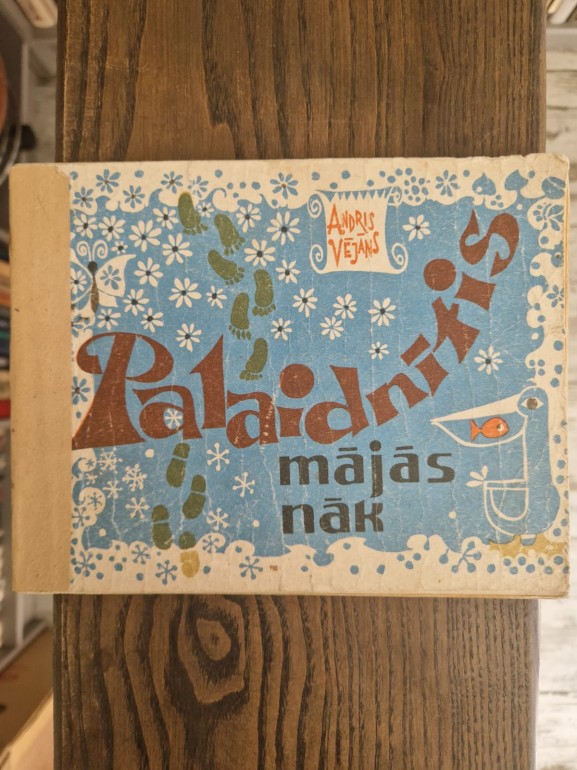 ANDRIS
VĒJĀNS
Palaidnītis
mājās
nāk